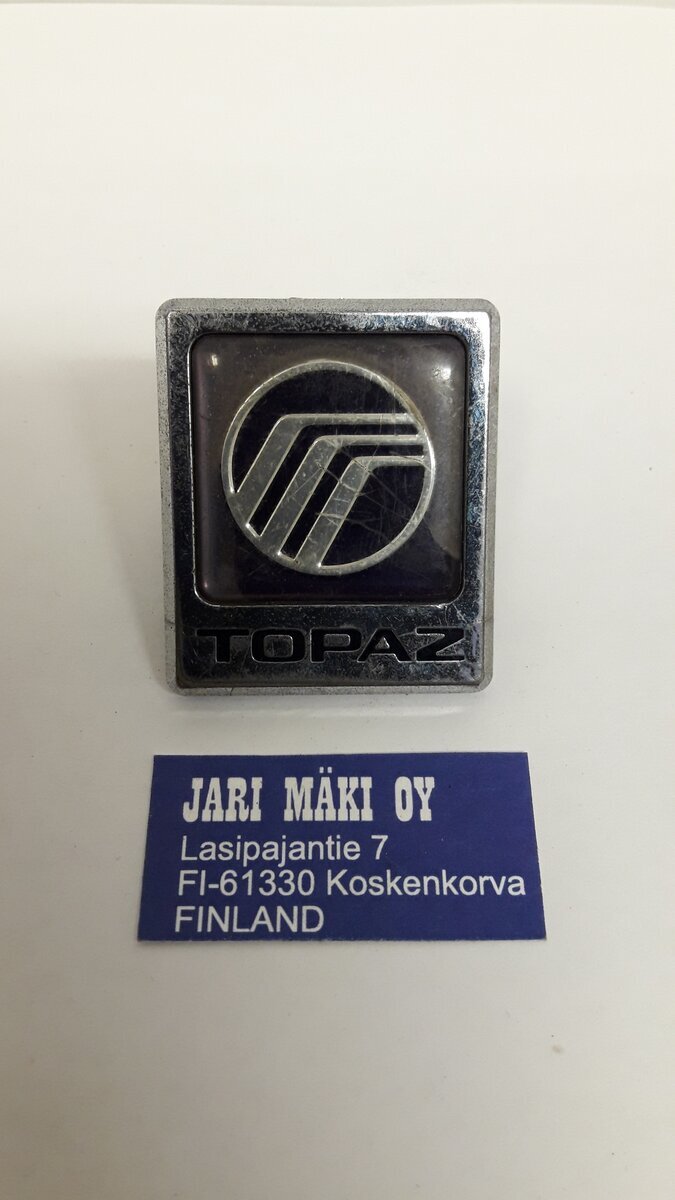 TOPAZ
JARI MÄKI OY
Lasipajantie 7
FI-61330 Koskenkorva
FINLAND